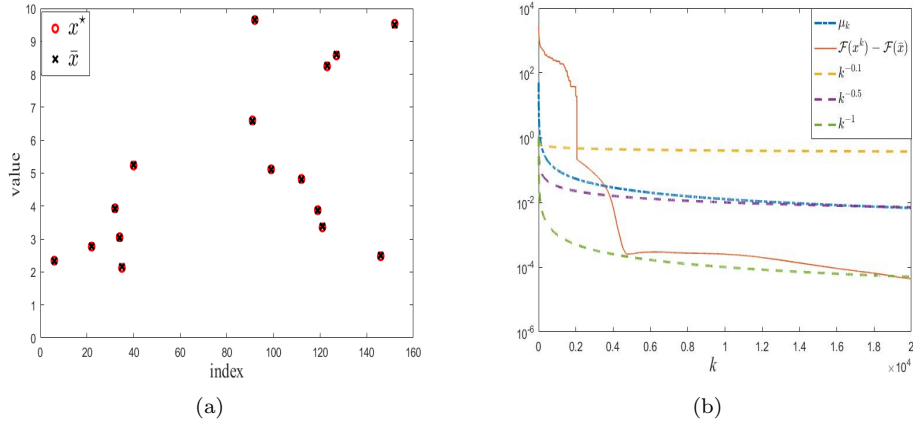 10
9
8
7
6
5
4
3
2
1
0
value
x⋆
x̄
0 20 40 60 80 100 120 140 160
index
(a)
10^4
10^2
10^0
10^-2
10^-4
10^-6
μ_k
F(x^k) − F(x̄)
k^-0.1
k^-0.5
k^-1
0 0.2 0.4 0.6 0.8 1 1.2 1.4 1.6 1.8 2
×10^4
k
(b)